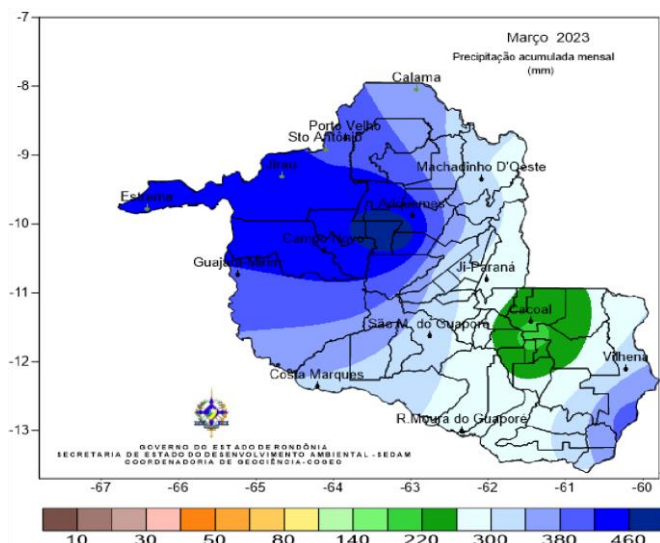 -7
Março 2023
Precipitação acumulada mensal
(mm)
-8
Calama
Porto Velho
Sto Antônio
-9
Jirau
Machadinho D'Oeste
Extrema
Ariquemes
-10
Campo Novo
Guajará Mirim
Ji-Paraná
-11
Cacoal
São M. do Guaporé
-12
Vilhena
Costa Marques
R.Moura do Guaporé
-13
GOVERNO DO ESTADO DE RONDÔNIA
SECRETARIA DE ESTADO DO DESENVOLVIMENTO AMBIENTAL -SEDAM
COORDENADORIA DE GEOCIÊNCIA-COGEO
-67 -66 -65 -64 -63 -62 -61 -60
10 30 50 80 140 220 300 380 460